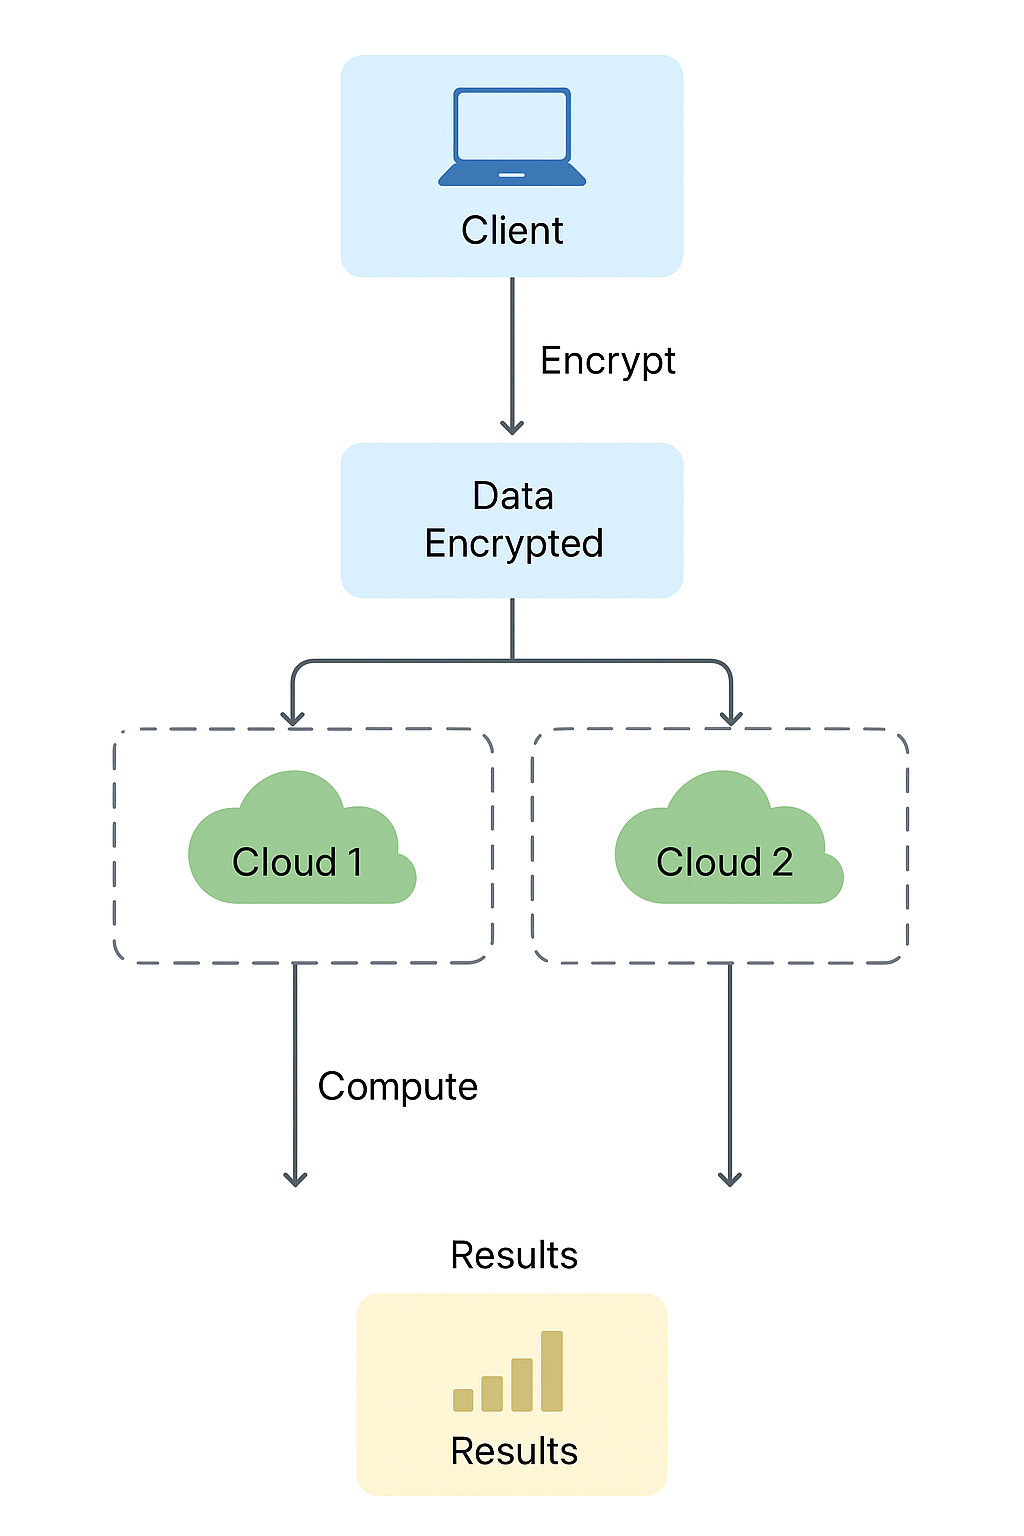 Client
Encrypt
Data
Encrypted
Cloud 1
Cloud 2
Compute
Results
Results